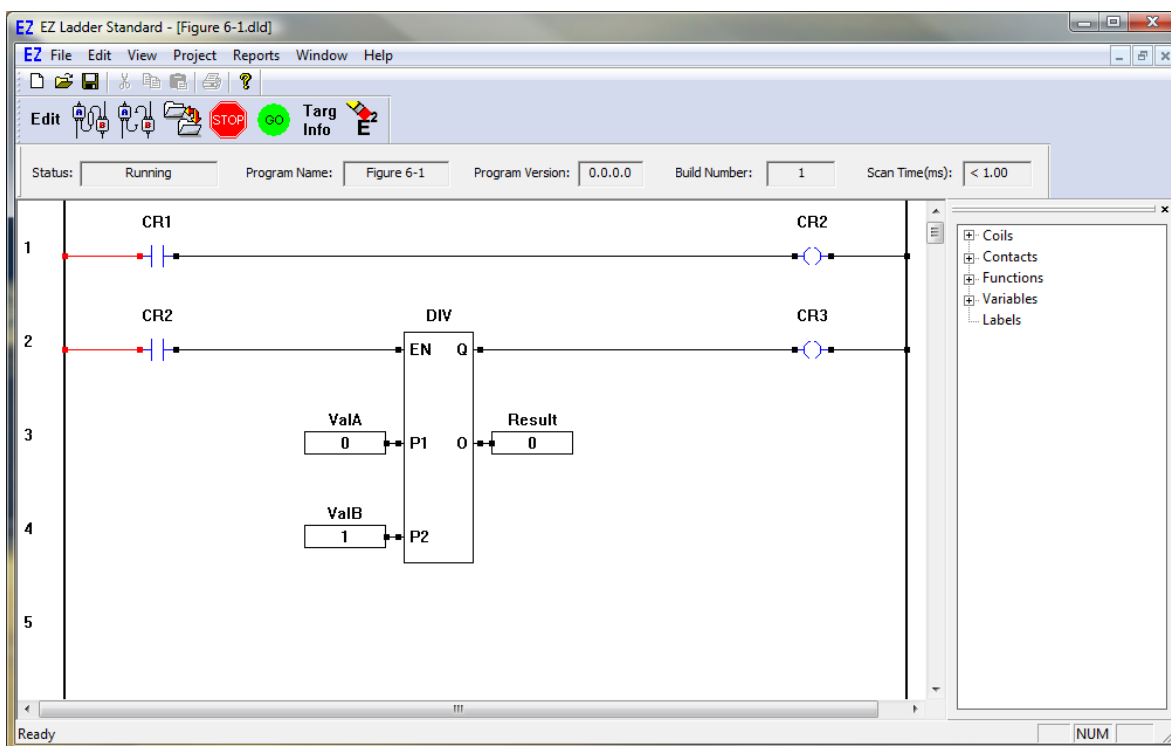 EZ EZ Ladder Standard - [Figure 6-1.dld]
EZ File Edit View Project Reports Window Help
Edit STOP GO Targ Info E2
Status: Running Program Name: Figure 6-1 Program Version: 0.0.0.0 Build Number: 1 Scan Time(ms): < 1.00
CR1 CR2
1
CR2 DIV CR3
2 EN Q
ValA Result
3 0 P1 O 0
ValB
4 1 P2
5
Coils
Contacts
Functions
Variables
Labels
Ready NUM